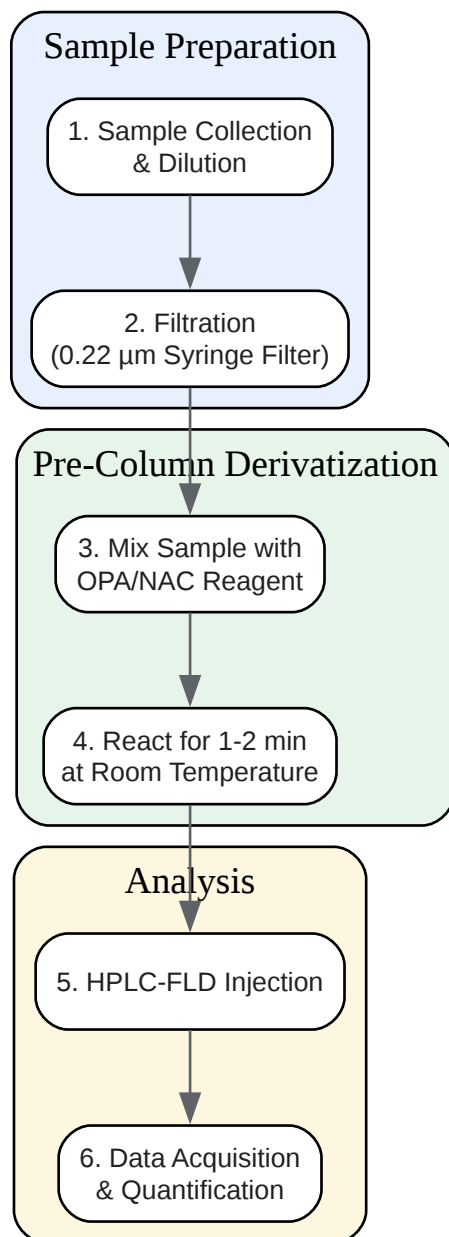 Sample Preparation
1. Sample Collection
& Dilution
2. Filtration
(0.22 µm Syringe Filter)
Pre-Column Derivatization
3. Mix Sample with
OPA/NAC Reagent
4. React for 1-2 min
at Room Temperature
Analysis
5. HPLC-FLD Injection
6. Data Acquisition
& Quantification